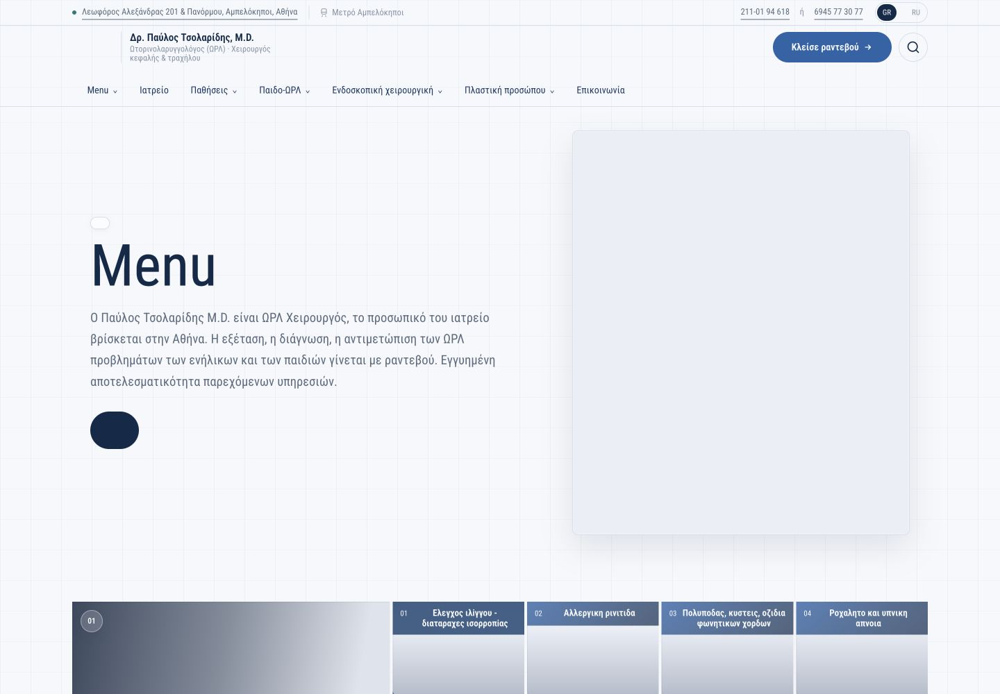 Λεωφόρος Αλεξάνδρας 201 & Πανόρμου, Αμπελόκηποι, Αθήνα
Μετρό Αμπελόκηποι
211-01 94 618 ή 6945 77 30 77
GR RU
Δρ. Παύλος Τσολαρίδης, M.D.
Ωτορινολαρυγγολόγος (ΩΡΛ) · Χειρουργός
κεφαλής & τραχήλου
Κλείσε ραντεβού →
Menu
Ιατρείο
Παθήσεις
Παιδο-ΩΡΛ
Ενδοσκοπική χειρουργική
Πλαστική προσώπου
Επικοινωνία
Menu
Ο Παύλος Τσολαρίδης M.D. είναι ΩΡΛ Χειρουργός, το προσωπικό του ιατρείο
βρίσκεται στην Αθήνα. Η εξέταση, η διάγνωση, η αντιμετώπιση των ΩΡΛ
προβλημάτων των ενήλικων και των παιδιών γίνεται με ραντεβού. Εγγυημένη
αποτελεσματικότητα παρεχόμενων υπηρεσιών.
01
01 Ελεγχος ιλίγγου -
διαταραχες ισορροπίας
02 Αλλεργικη ρινιτιδα
03 Πολυποδας, κυστεις, οζιδια
φωνητικων χορδων
04 Ροχαλητο και υπνικη
απνοια